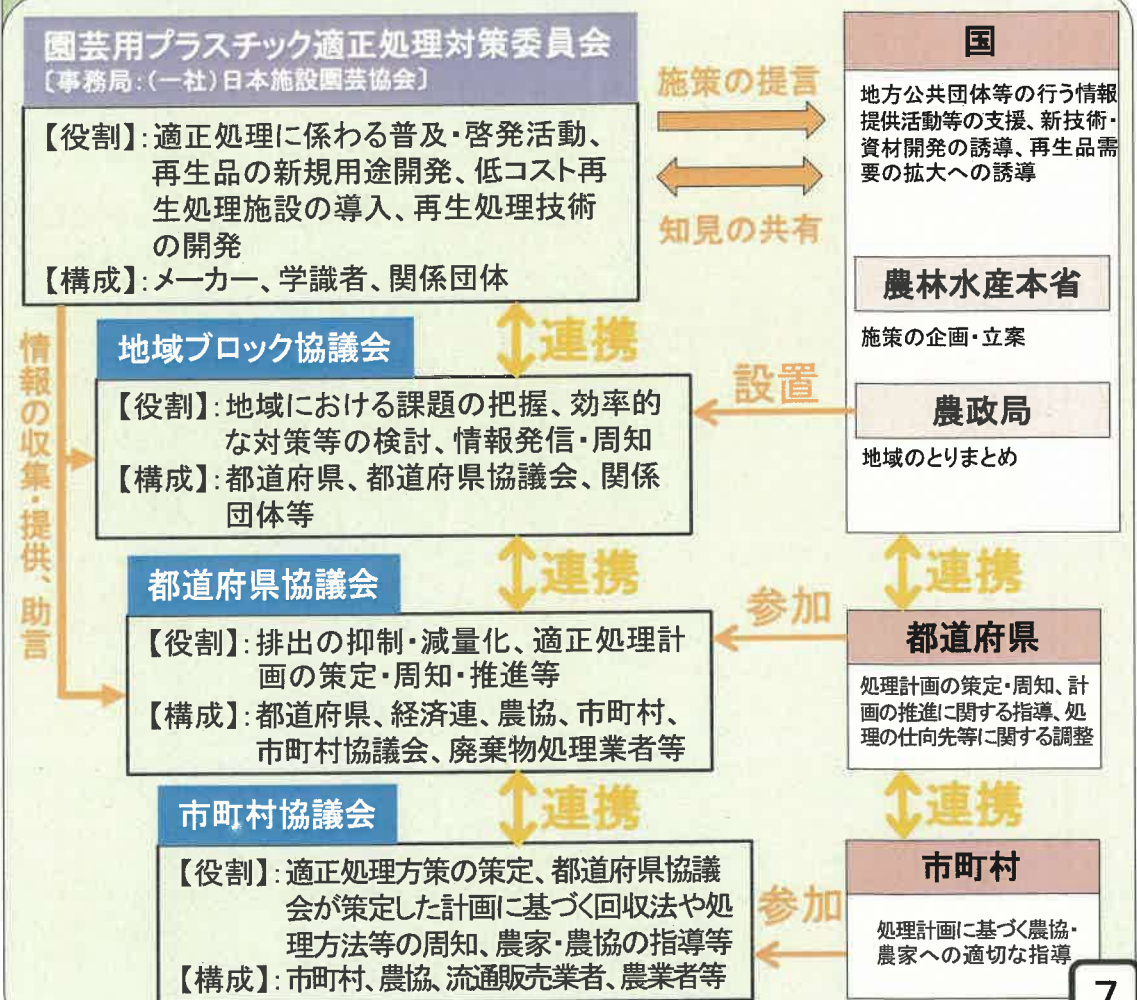 園芸用プラスチック適正処理対策委員会
〔事務局:(一社)日本施設園芸協会〕
【役割】:適正処理に係わる普及・啓発活動、
再生品の新規用途開発、低コスト再
生処理施設の導入、再生処理技術
の開発
【構成】:メーカー、学識者、関係団体
施策の提言
知見の共有
国
地方公共団体等の行う情報
提供活動等の支援、新技術・
資材開発の誘導、再生品需
要の拡大への誘導
農林水産本省
施策の企画・立案
農政局
地域のとりまとめ
情報の収集・提供、助言
連携
設置
地域ブロック協議会
【役割】:地域における課題の把握、効率的
な対策等の検討、情報発信・周知
【構成】:都道府県、都道府県協議会、関係
団体等
連携
連携
都道府県協議会
【役割】:排出の抑制・減量化、適正処理計
画の策定・周知・推進等
【構成】:都道府県、経済連、農協、市町村、
市町村協議会、廃棄物処理業者等
参加
都道府県
処理計画の策定・周知、計
画の推進に関する指導、処
理の仕向先等に関する調整
連携
連携
市町村協議会
【役割】:適正処理方策の策定、都道府県協議
会が策定した計画に基づく回収法や処
理方法等の周知、農家・農協の指導等
【構成】:市町村、農協、流通販売業者、農業者等
参加
市町村
処理計画に基づく農協・
農家への適切な指導
7